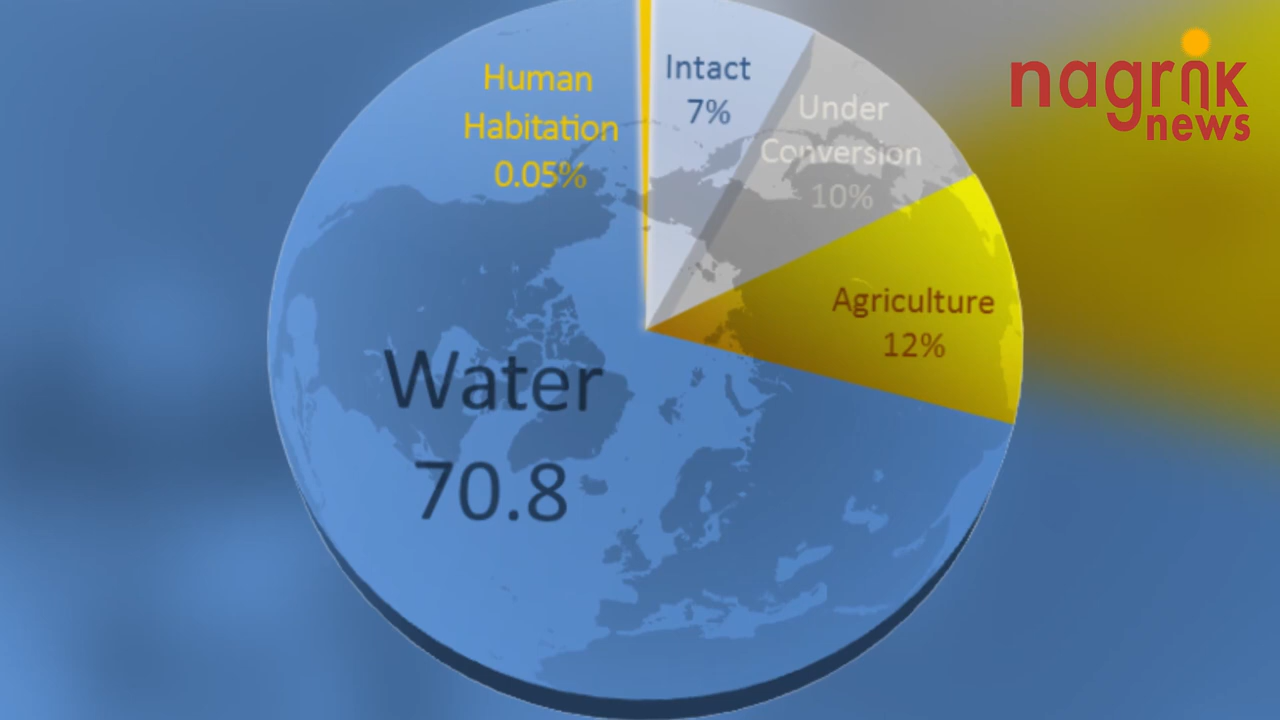 Human
Habitation
0.05%
Intact
7%
Under
Conversion
10%
Agriculture
12%
Water
70.8
nagrik
news